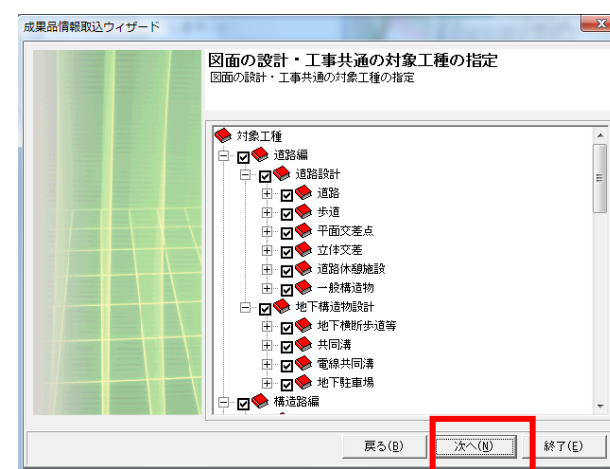 成果品情報取込ウィザード
図面の設計・工事共通の対象工種の指定
図面の設計・工事共通の対象工種の指定
対象工種
道路編
道路設計
道路
歩道
平面交差点
立体交差
道路休憩施設
一般構造物
地下構造物設計
地下横断歩道等
共同溝
電線共同溝
地下駐車場
構造路編
戻る(B)
次へ(N)
終了(E)